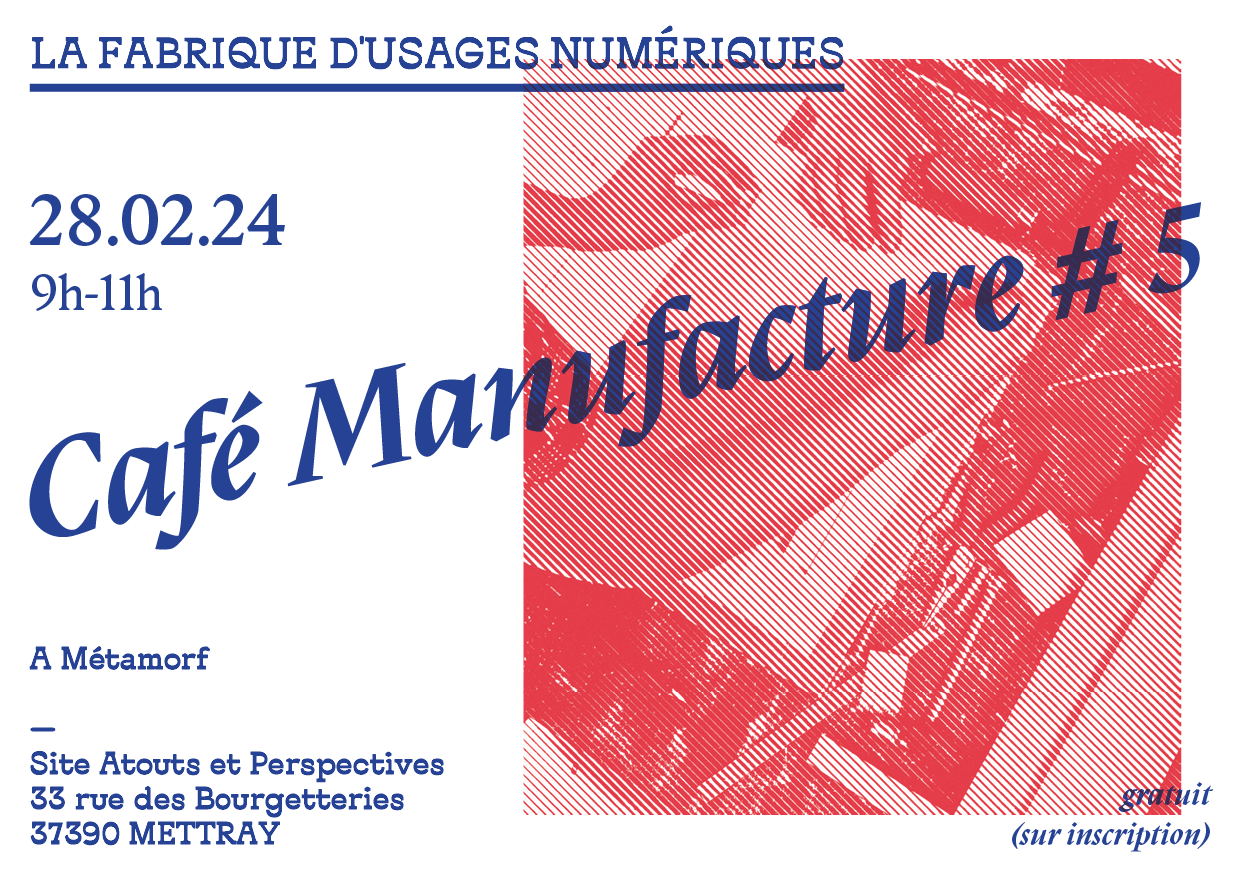 LA FABRIQUE D'USAGES NUMÉRIQUES
28.02.24
9h-11h
Café Manufacture # 5
A Métamorf
—
Site Atouts et Perspectives
33 rue des Bourgetteries
37390 METTRAY
gratuit
(sur inscription)